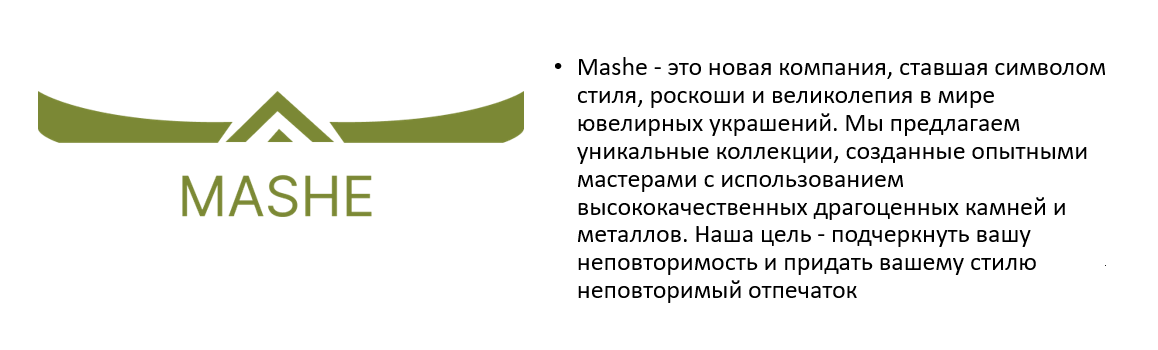 MASHE
• Mashe - это новая компания, ставшая символом
стиля, роскоши и великолепия в мире
ювелирных украшений. Мы предлагаем
уникальные коллекции, созданные опытными
мастерами с использованием
высококачественных драгоценных камней и
металлов. Наша цель - подчеркнуть вашу
неповторимость и придать вашему стилю
неповторимый отпечаток